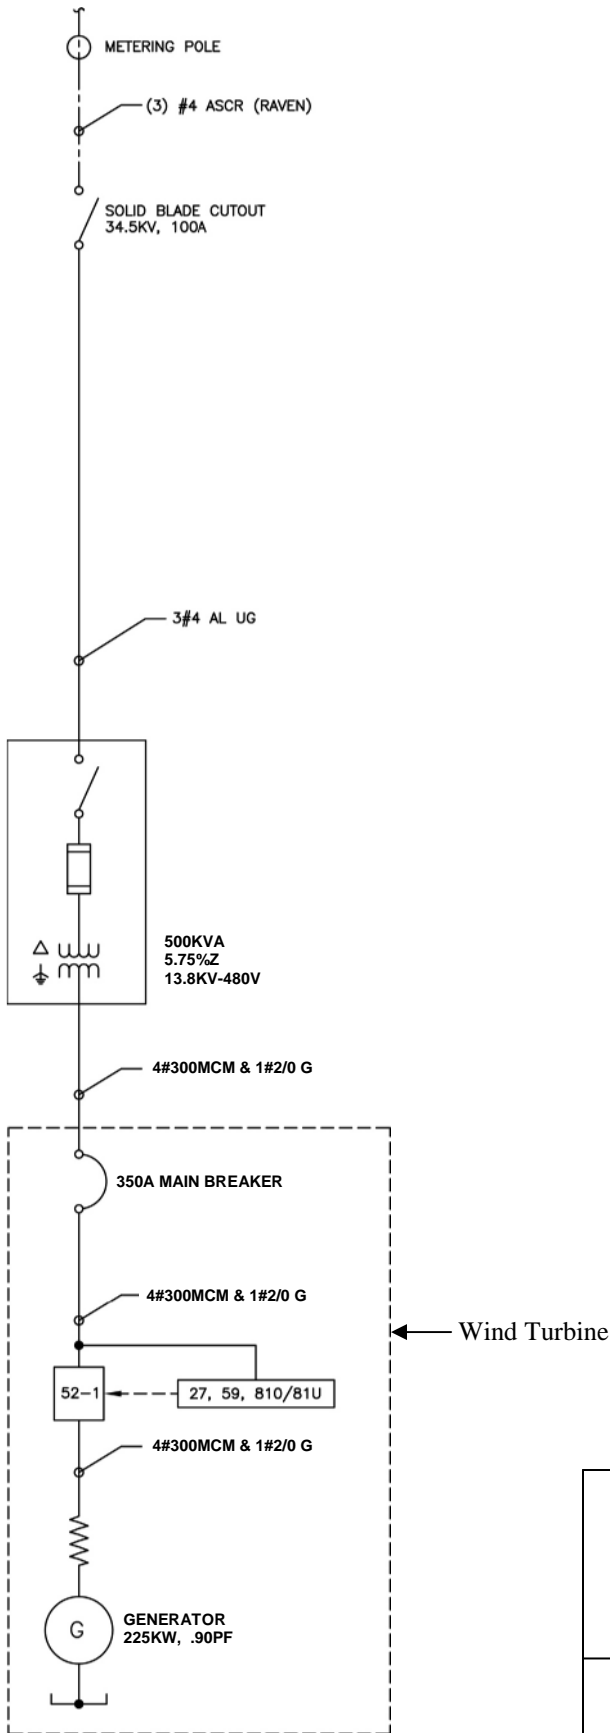 METERING POLE
(3) #4 ASCR (RAVEN)
SOLID BLADE CUTOUT
34.5KV, 100A
3#4 AL UG
500KVA
5.75%Z
13.8KV-480V
4#300MCM & 1#2/0 G
350A MAIN BREAKER
4#300MCM & 1#2/0 G
Wind Turbine
52-1
27, 59, 810/81U
4#300MCM & 1#2/0 G
G
GENERATOR
225KW, .90PF